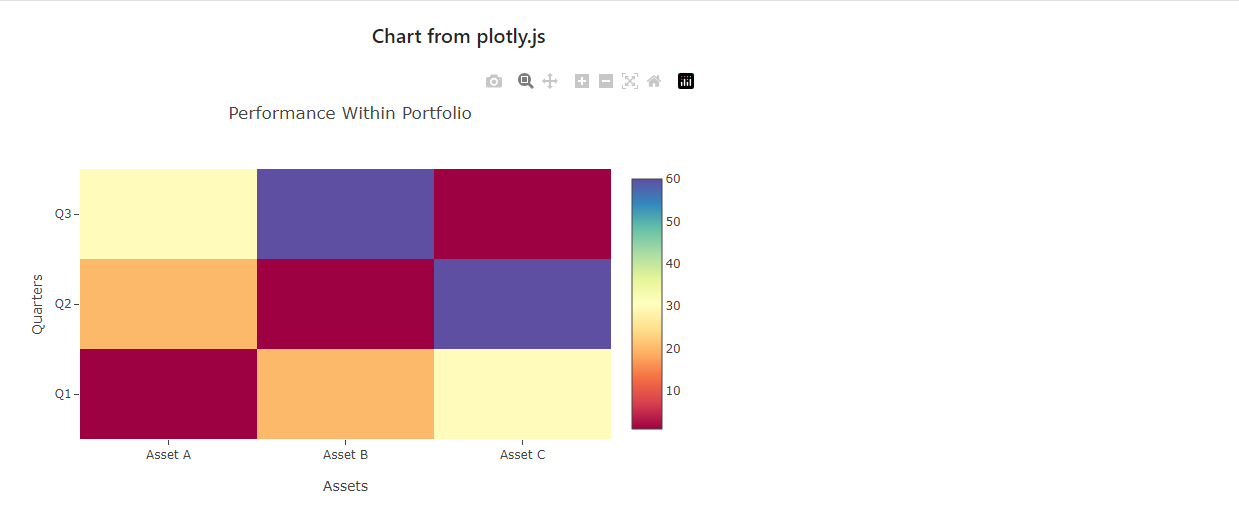 Chart from plotly.js
Performance Within Portfolio
60
50
40
30
20
10
Quarters
Q3
Q2
Q1
Asset A Asset B Asset C
Assets